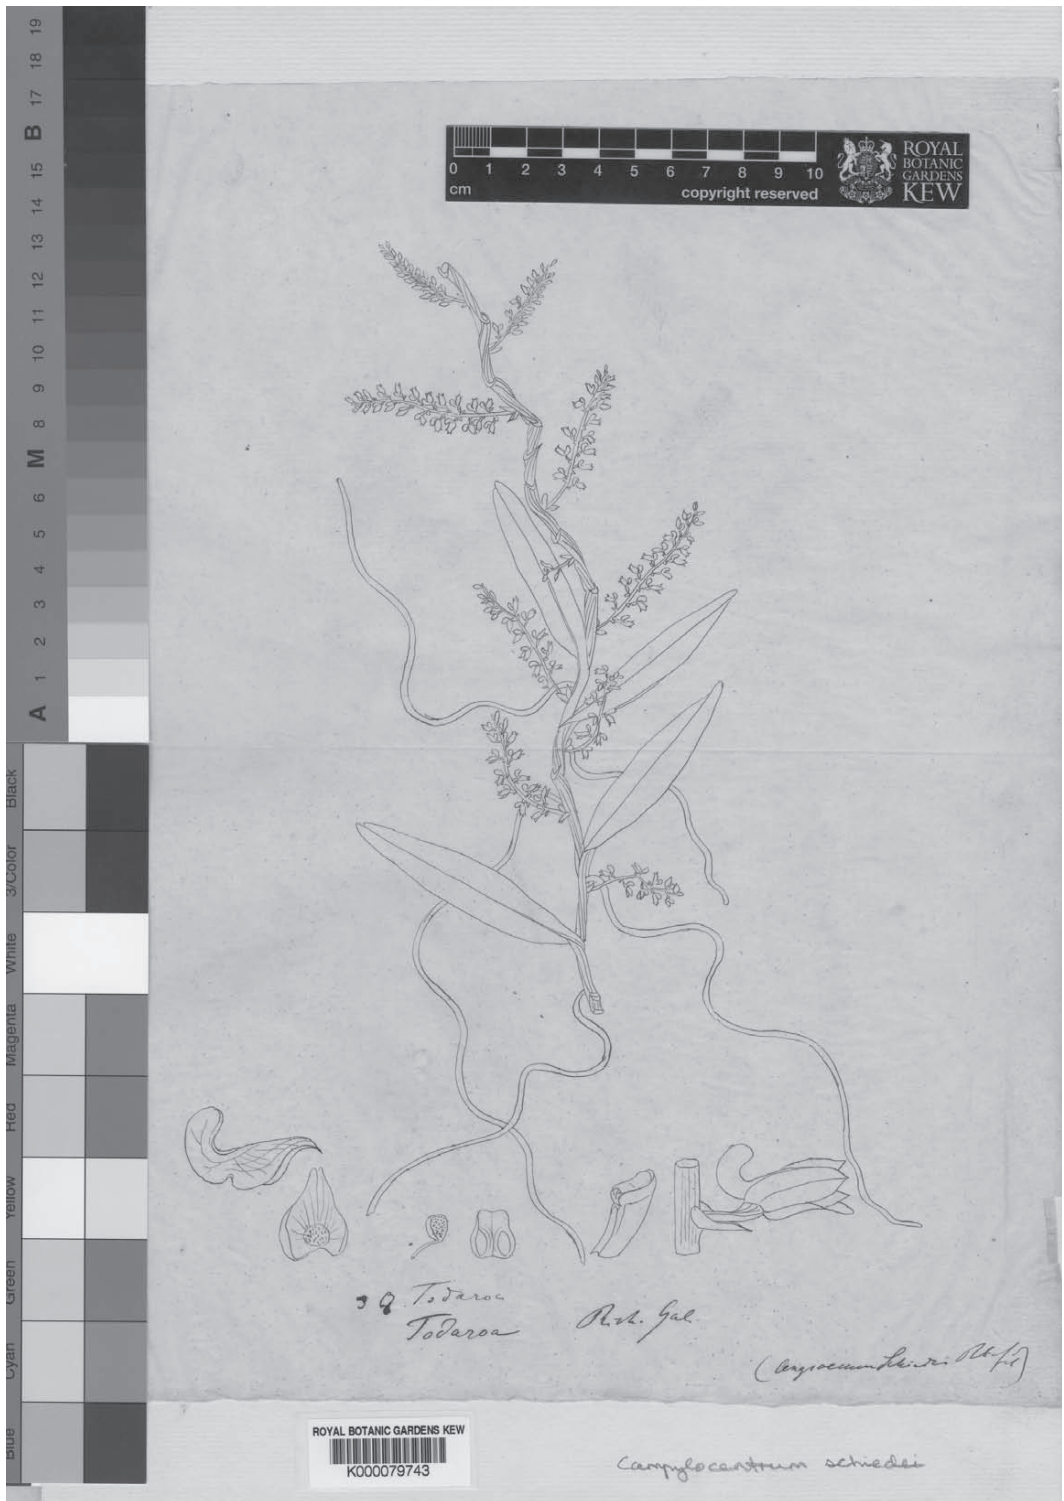 0 1 2 3 4 5 6 7 8 9 10
cm
copyright reserved
ROYAL
BOTANIC
GARDENS
KEW
A 1 2 3 4 5 6 M 8 9 10 11 12 13 14 15 B 17 18 19
Blue Cyan Green Yellow Red Magenta White 3/Color Black
Todaroa
Todaroa
Rich. Gal.
ROYAL BOTANIC GARDENS KEW
K000079743
Campylocentrum schiedei